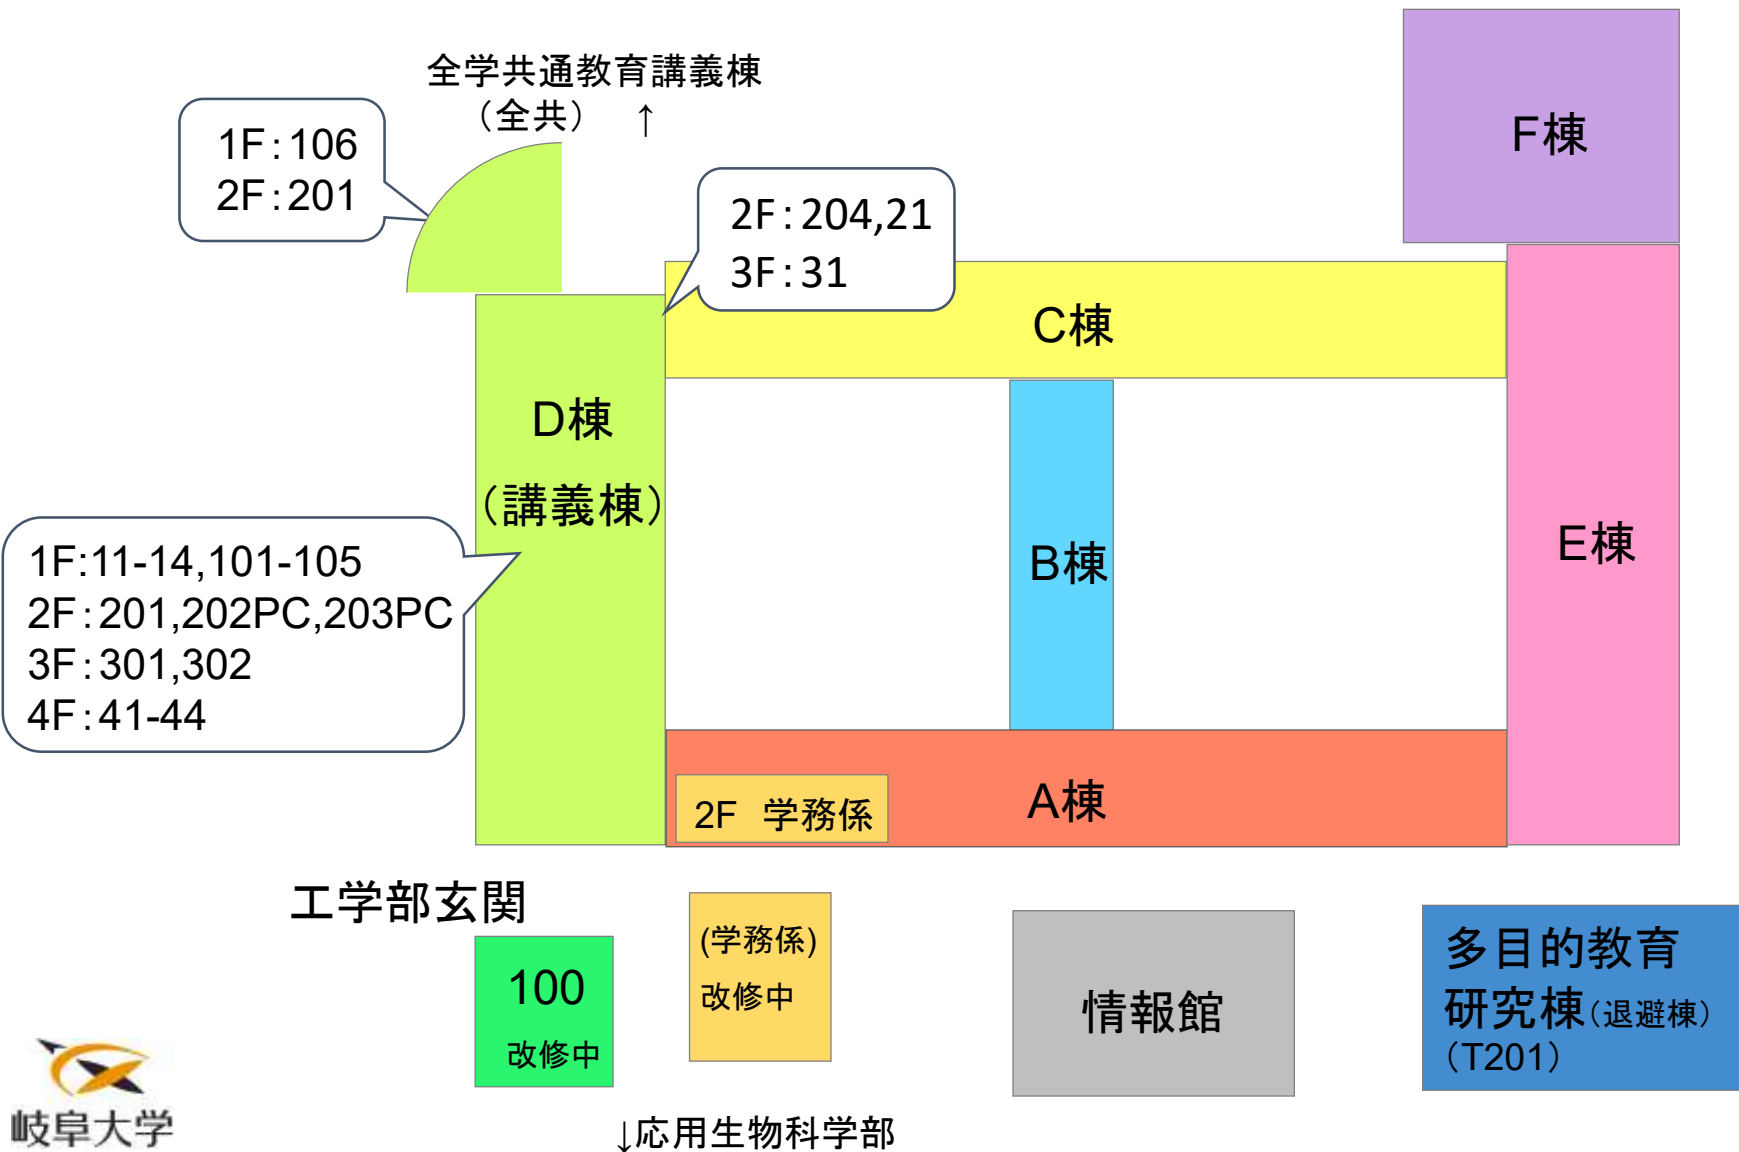 全学共通教育講義棟
（全共） ↑
1F：106
2F：201
2F：204,21
3F：31
F棟
C棟
D棟
（講義棟）
B棟
E棟
1F:11-14,101-105
2F：201,202PC,203PC
3F：301,302
4F：41-44
A棟
2F 学務係
工学部玄関
100
改修中
(学務係)
改修中
情報館
多目的教育
研究棟（退避棟）
（T201）
岐阜大学
↓応用生物科学部